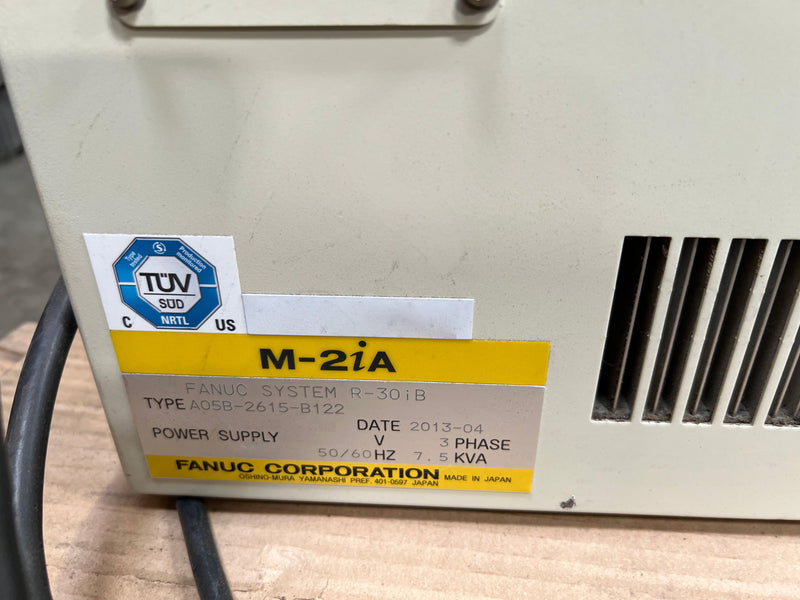 Type tested
Production monitored
TÜV
SÜD
NRTL
C US
M-2iA
FANUC SYSTEM R-30iB
TYPE A05B-2615-B122
DATE 2013-04
POWER SUPPLY V 3 PHASE
50/60 HZ 7.5 KVA
FANUC CORPORATION MADE IN JAPAN
OSHINO-MURA YAMANASHI PREF. 401-0597 JAPAN